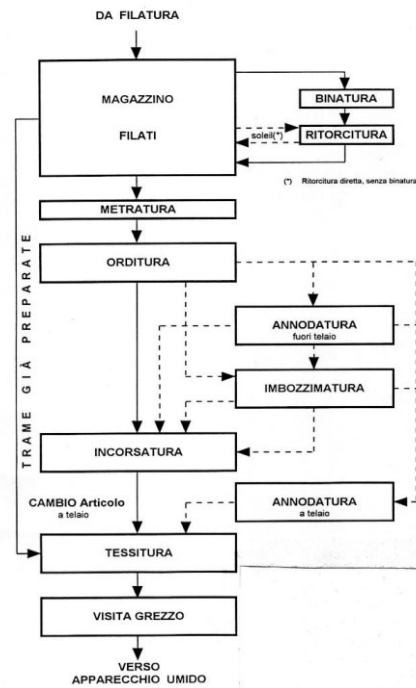 DA FILATURA
MAGAZZINO
FILATI
BINATURA
soleil(*)
RITORCITURA
(*) Ritorcitura diretta, senza binatura
METRATURA
ORDITURA
TRAME GIÀ PREPARATE
ANNODATURA
fuori telaio
IMBOZZIMATURA
INCORSATURA
CAMBIO Articolo
a telaio
ANNODATURA
a telaio
TESSITURA
VISITA GREZZO
VERSO
APPARECCHIO UMIDO